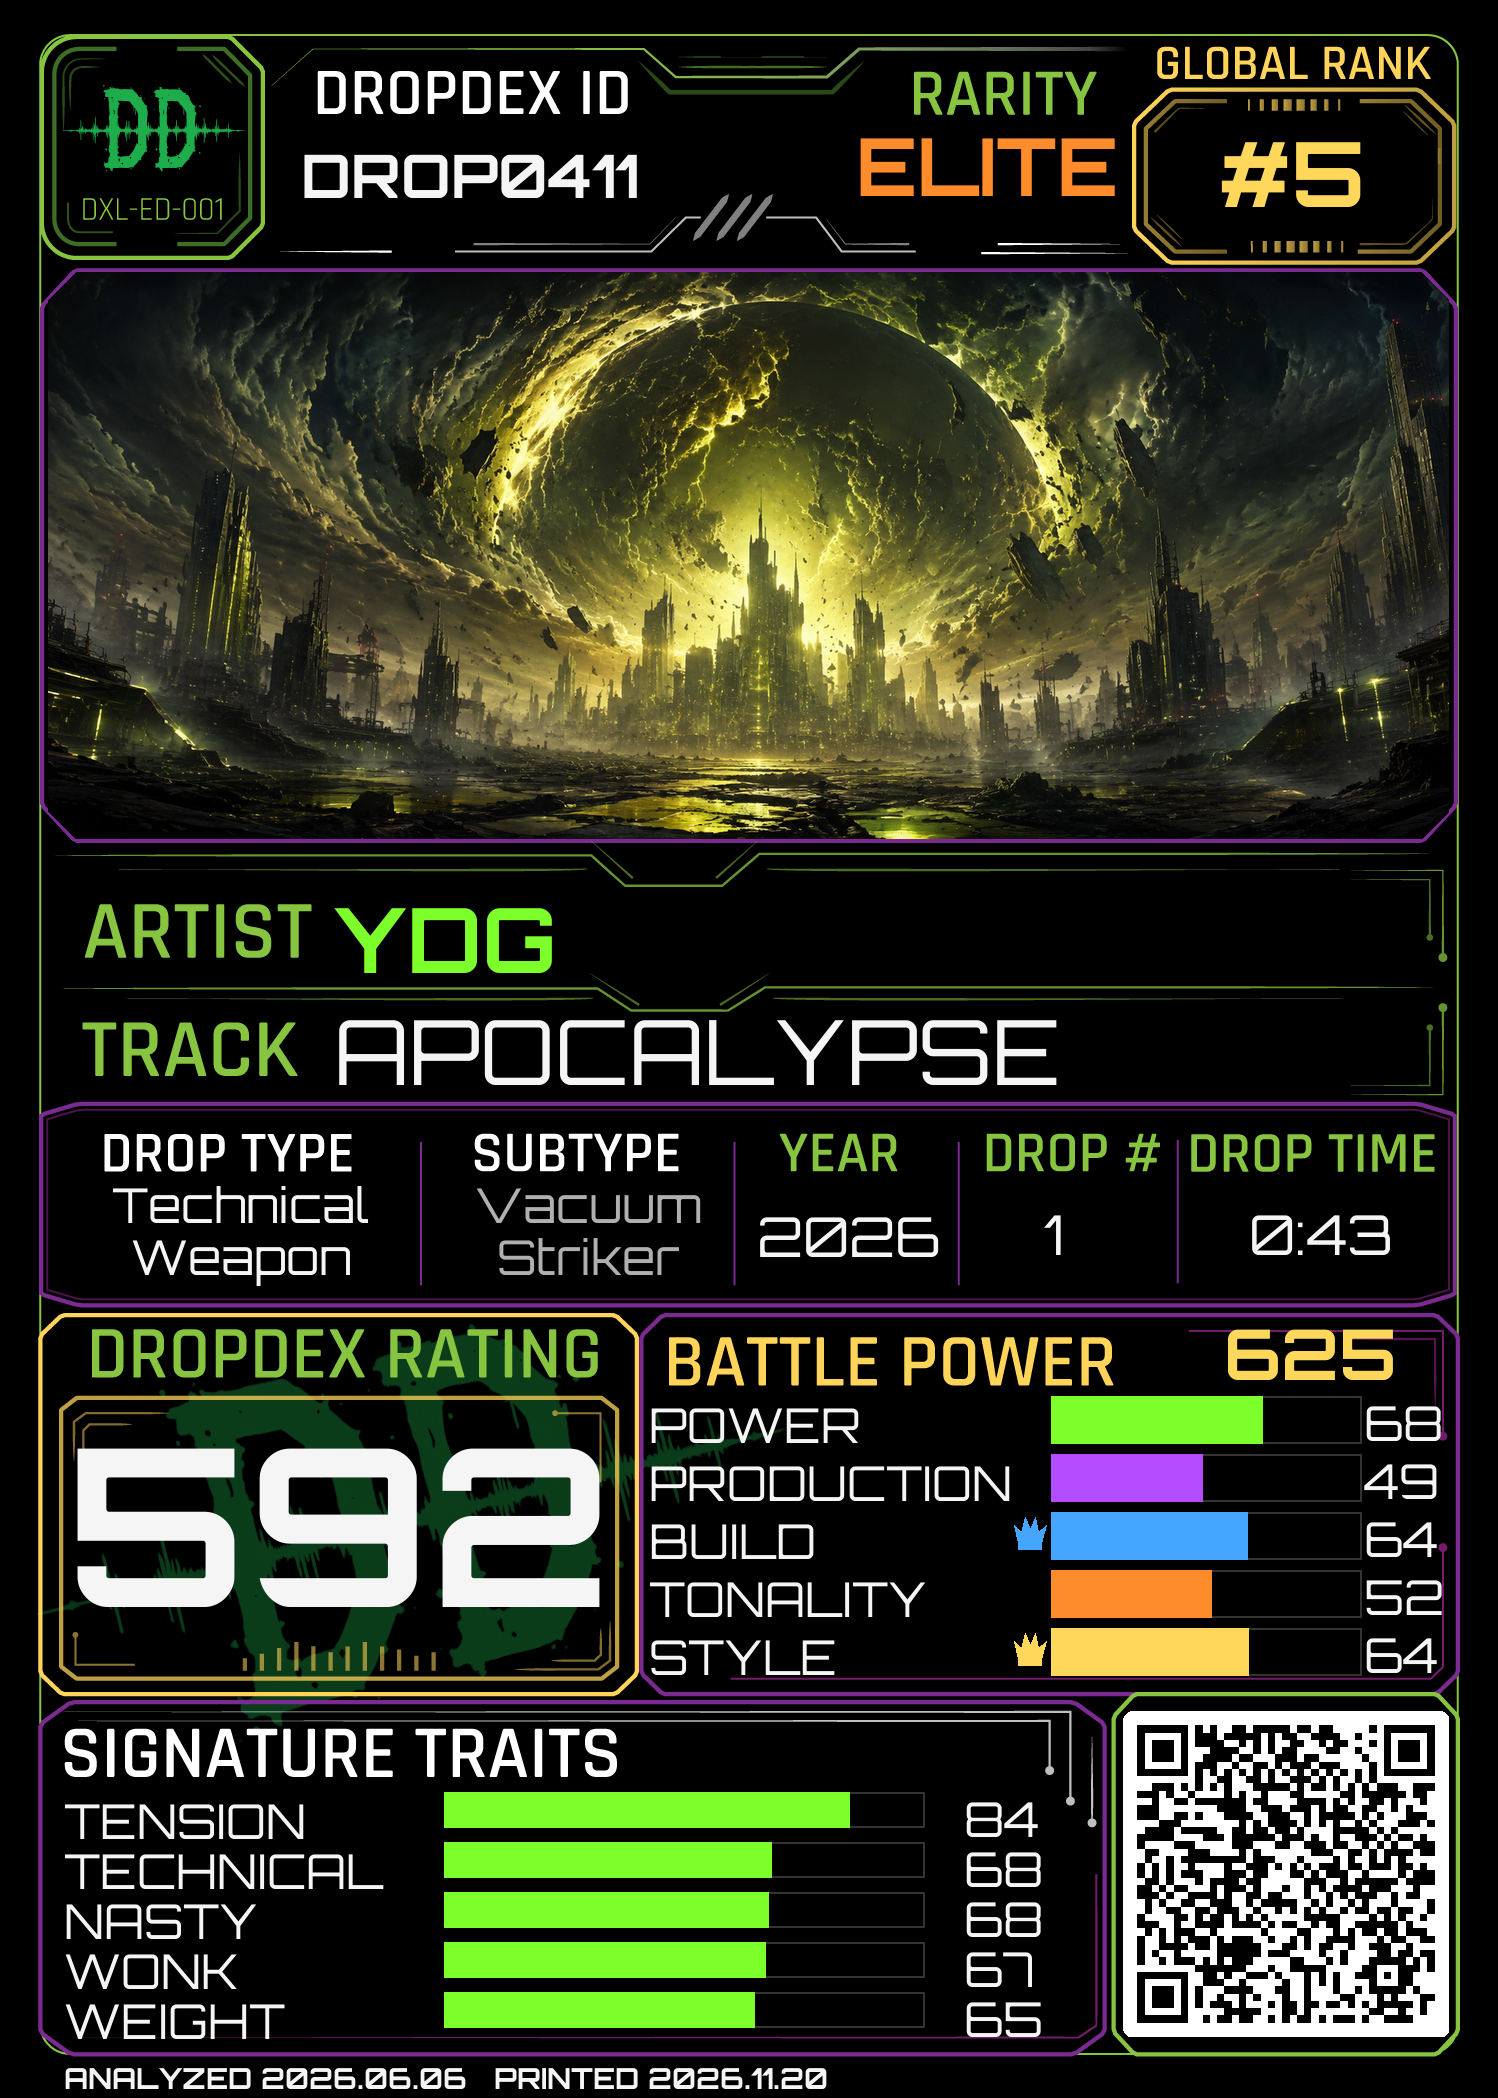 DD
DXL-ED-001
DROPDEX ID
DROP0411
RARITY
ELITE
GLOBAL RANK
#5
ARTIST YDG
TRACK APOCALYPSE
DROP TYPE
Technical
Weapon
SUBTYPE
Vacuum
Striker
YEAR
2026
DROP #
1
DROP TIME
0:43
DROPDEX RATING
592
BATTLE POWER 625
POWER 68
PRODUCTION 49
BUILD 64
TONALITY 52
STYLE 64
SIGNATURE TRAITS
TENSION 84
TECHNICAL 68
NASTY 68
WONK 67
WEIGHT 65
ANALYZED 2026.06.06 PRINTED 2026.11.20